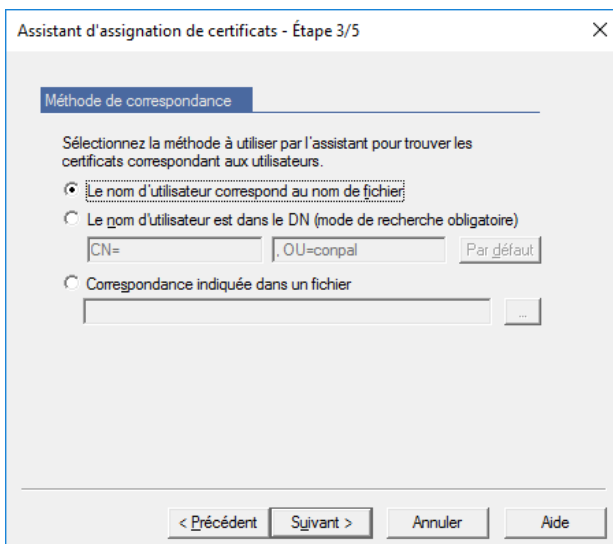 Assistant d'assignation de certificats - Étape 3/5
Méthode de correspondance
Sélectionnez la méthode à utiliser par l'assistant pour trouver les
certificats correspondant aux utilisateurs.
Le nom d'utilisateur correspond au nom de fichier
Le nom d'utilisateur est dans le DN (mode de recherche obligatoire)
CN= , OU=conpal Par défaut
Correspondance indiquée dans un fichier
...
< Précédent Suivant > Annuler Aide